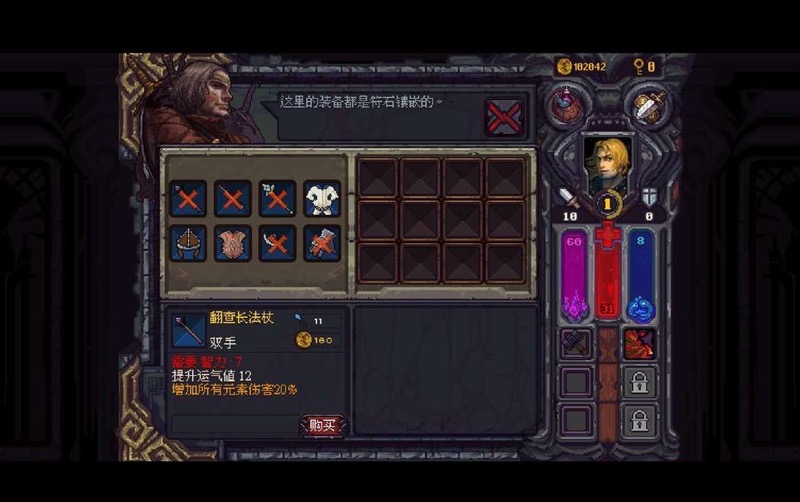 102042
0
这里的装备都是符石镶嵌的。
1
10
0
60
8
31
翻查长法杖
11
双手
180
需要 智力·7
提升运气值 12
增加所有元素伤害20%
购买